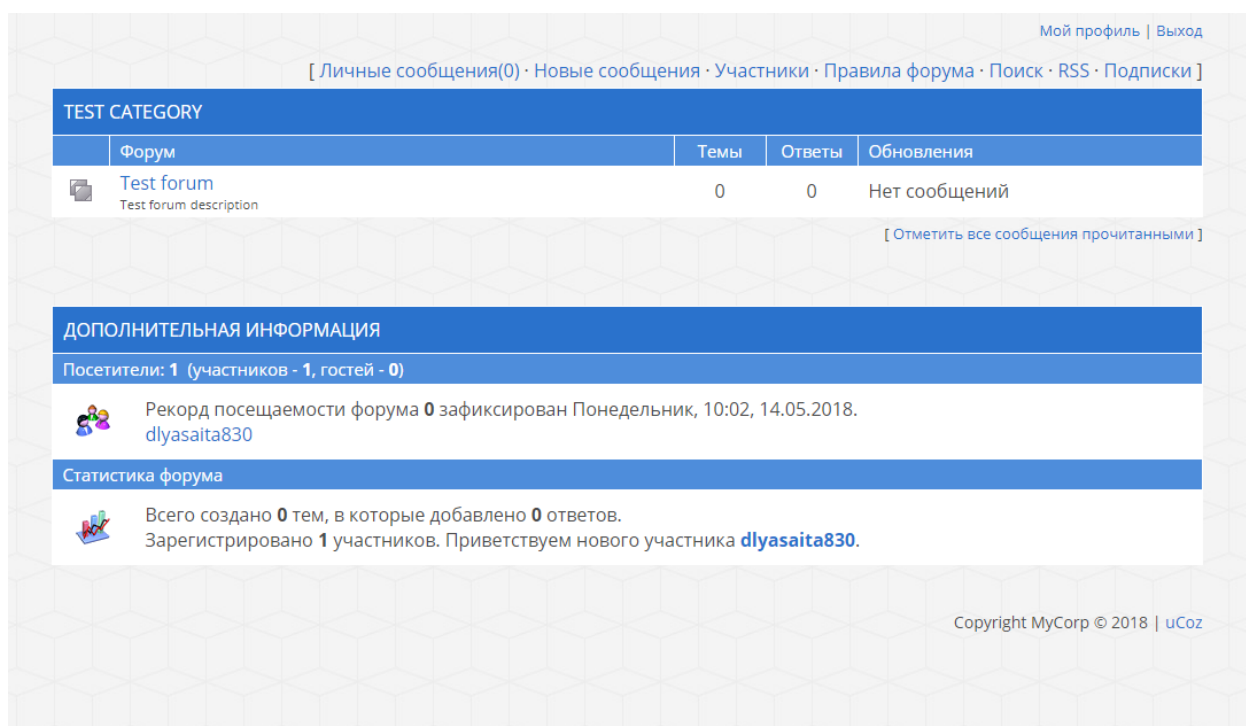 Мой профиль | Выход
[ Личные сообщения(0) · Новые сообщения · Участники · Правила форума · Поиск · RSS · Подписки ]
TEST CATEGORY
Форум Темы Ответы Обновления
Test forum 0 0 Нет сообщений
Test forum description
[ Отметить все сообщения прочитанными ]
ДОПОЛНИТЕЛЬНАЯ ИНФОРМАЦИЯ
Посетители: 1 (участников - 1, гостей - 0)
Рекорд посещаемости форума 0 зафиксирован Понедельник, 10:02, 14.05.2018.
dlyasaita830
Статистика форума
Всего создано 0 тем, в которые добавлено 0 ответов.
Зарегистрировано 1 участников. Приветствуем нового участника dlyasaita830.
Copyright MyCorp © 2018 | uCoz